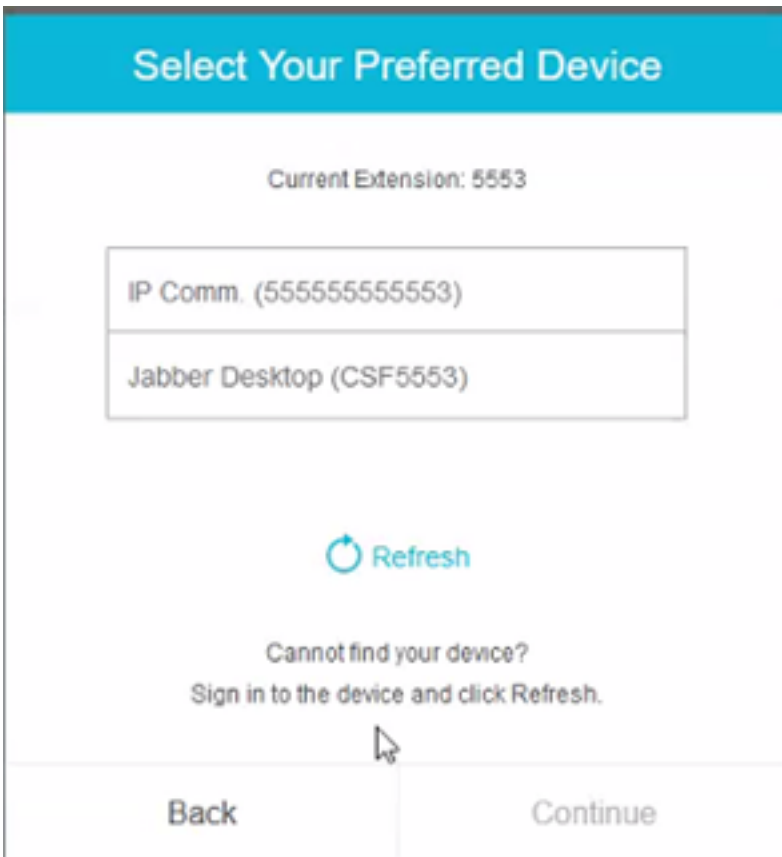 Select Your Preferred Device
Current Extension: 5553
IP Comm. (555555555553)
Jabber Desktop (CSF5553)
Refresh
Cannot find your device?
Sign in to the device and click Refresh.
Back
Continue